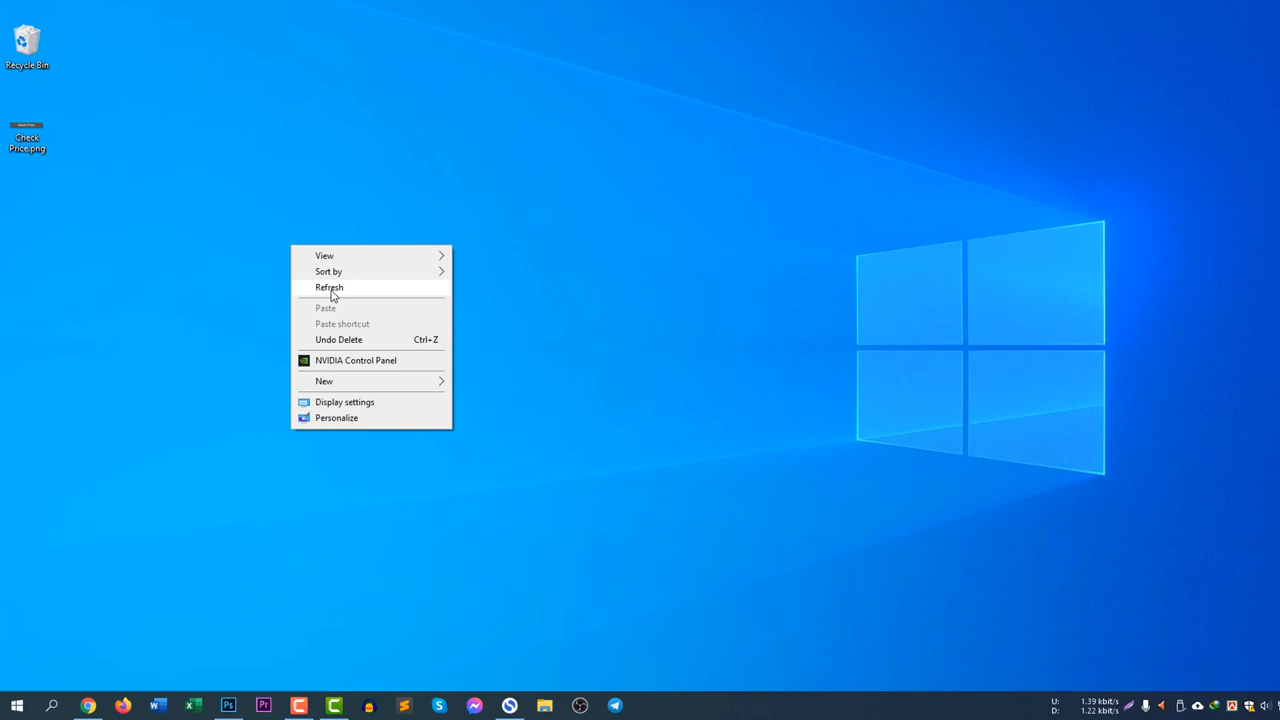 Recycle Bin
Check
Price.png
View
Sort by
Refresh
Paste
Paste shortcut
Undo Delete Ctrl+Z
NVIDIA Control Panel
New
Display settings
Personalize
U: 1.39 kbit/s
D: 1.22 kbit/s